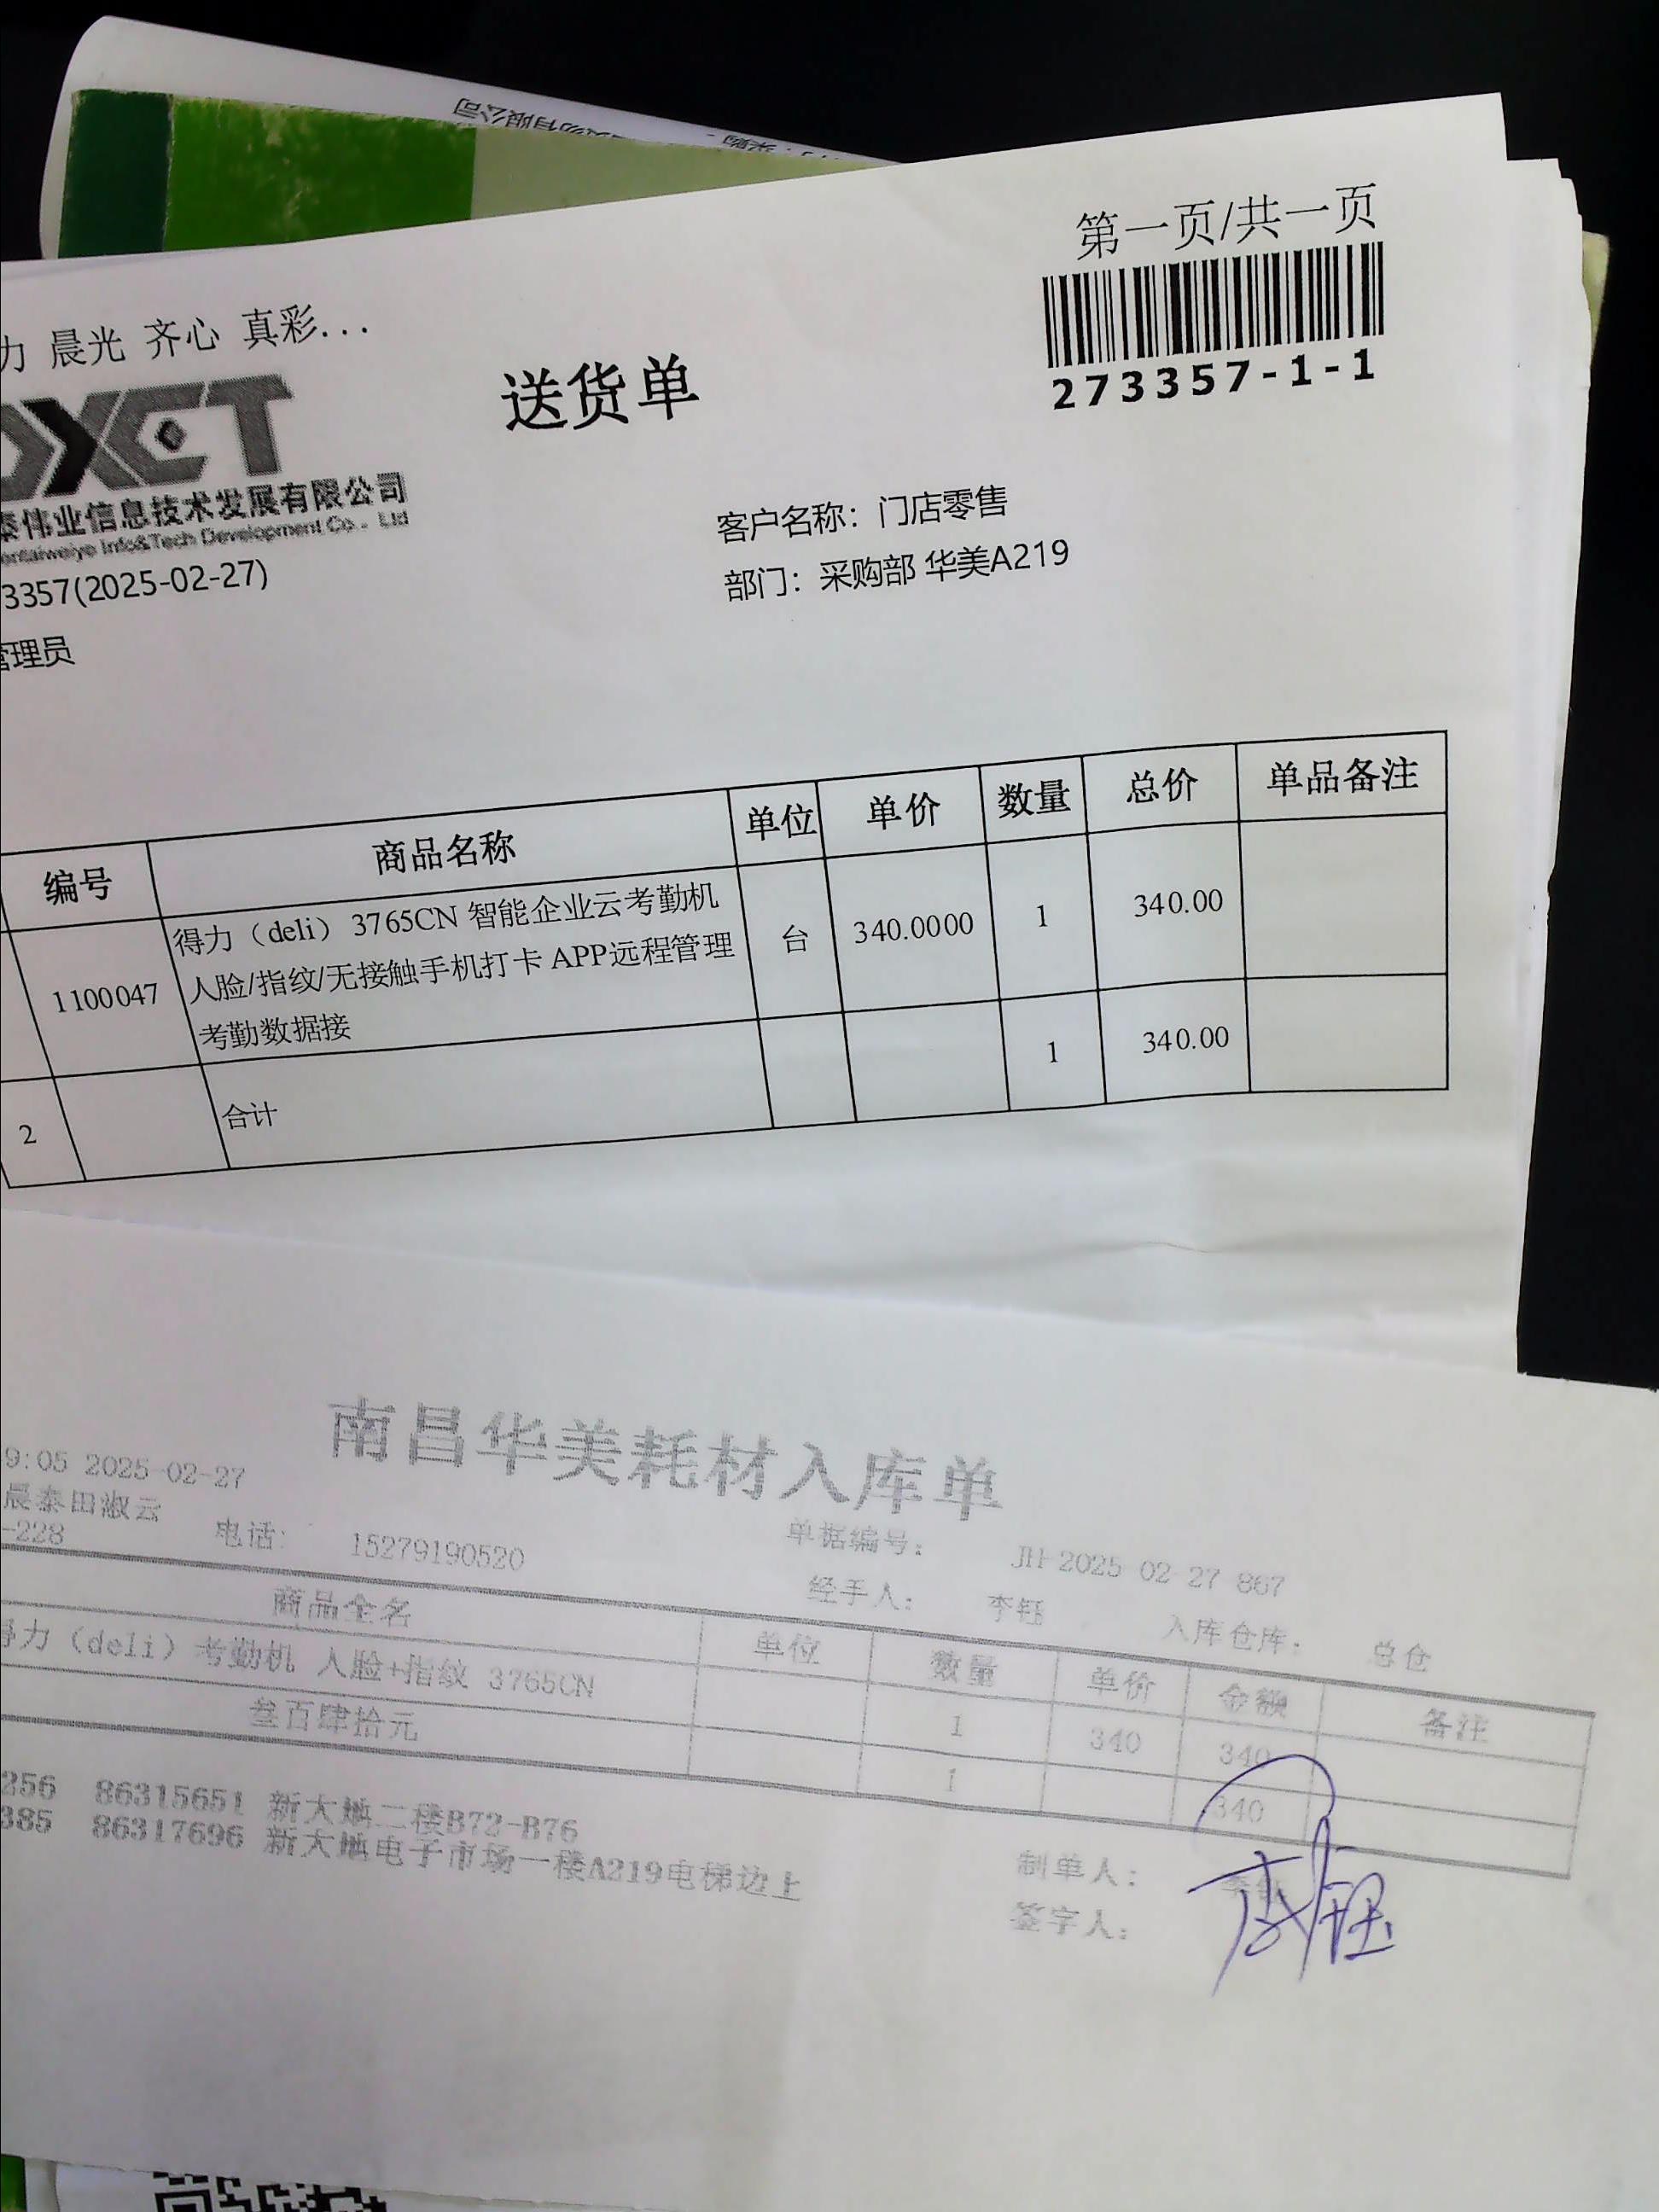 第一页/共一页
力 晨光 齐心 真彩...
273357-1-1
送货单
泰伟业信息技术发展有限公司
entaiweiye Info&Tech Development Co., Ltd
客户名称：门店零售
3357(2025-02-27)
部门：采购部 华美A219
管理员
编号 商品名称 单位 单价 数量 总价 单品备注
1100047 得力（deli） 3765CN 智能企业云考勤机 台 340.0000 1 340.00
人脸/指纹/无接触手机打卡 APP远程管理
考勤数据接
2 合计 1 340.00
南昌华美耗材入库单
9:05 2025-02-27
晨泰田淑云
-228 电话: 15279190520
单据编号: JH-2025-02-27-867
经手人: 李钰 入库仓库: 总仓
商品全名 单位 数量 单价 金额 备注
得力（deli）考勤机 人脸+指纹 3765CN 1 340 340
叁百肆拾元 1 340
256 86315651 新大地二楼B72-B76
385 86317696 新大地电子市场一楼A219电梯边上
制单人: 李钰
签字人: 李钰